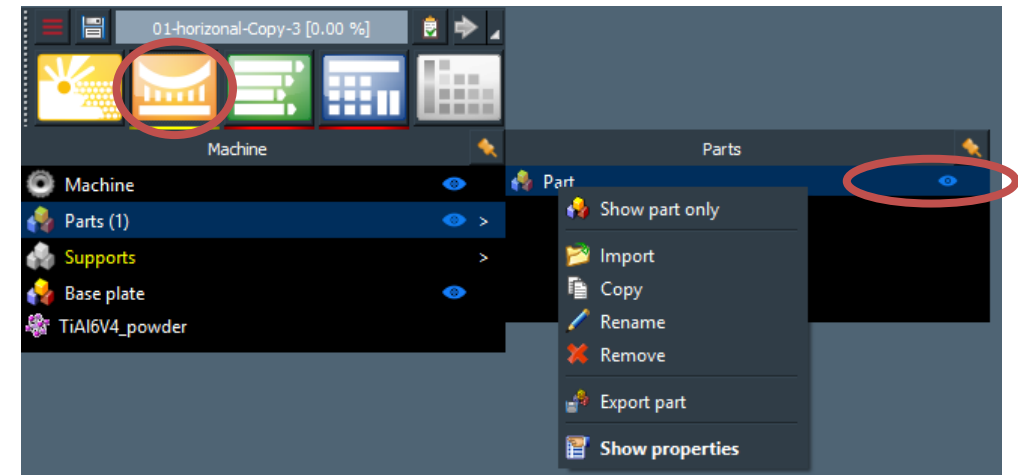 01-horizonal-Copy-3 [0.00 %]
Machine
Parts
Machine
Part
Parts (1)
Show part only
Supports
Import
Base plate
Copy
TiAl6V4_powder
Rename
Remove
Export part
Show properties